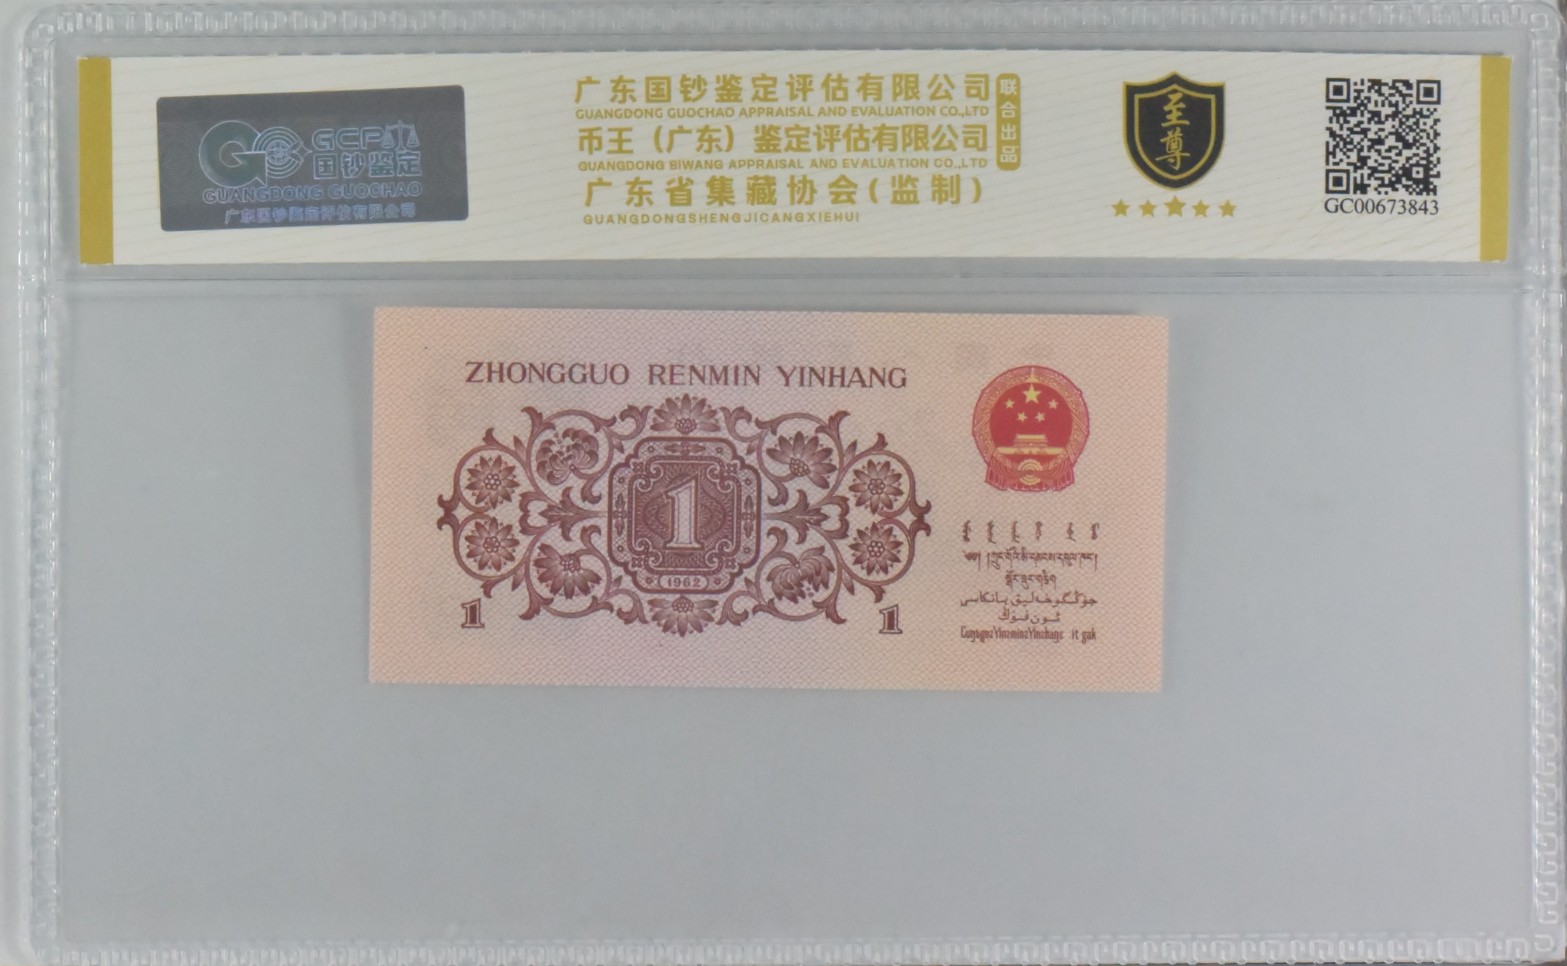 GCP
国钞鉴定
GUANGDONG GUOCHAO
广东国钞鉴定评估有限公司
广东国钞鉴定评估有限公司
GUANGDONG GUOCHAO APPRAISAL AND EVALUATION CO.,LTD
币王（广东）鉴定评估有限公司
GUANGDONG BIWANG APPRAISAL AND EVALUATION CO.,LTD
联合出品
广东省集藏协会(监制)
GUANGDONGSHENGJICANGXIEHUI
至尊
GC00673843
ZHONGGUO RENMIN YINHANG
1
1962
1 1
جۇڭگوخەلىق بانكاسى